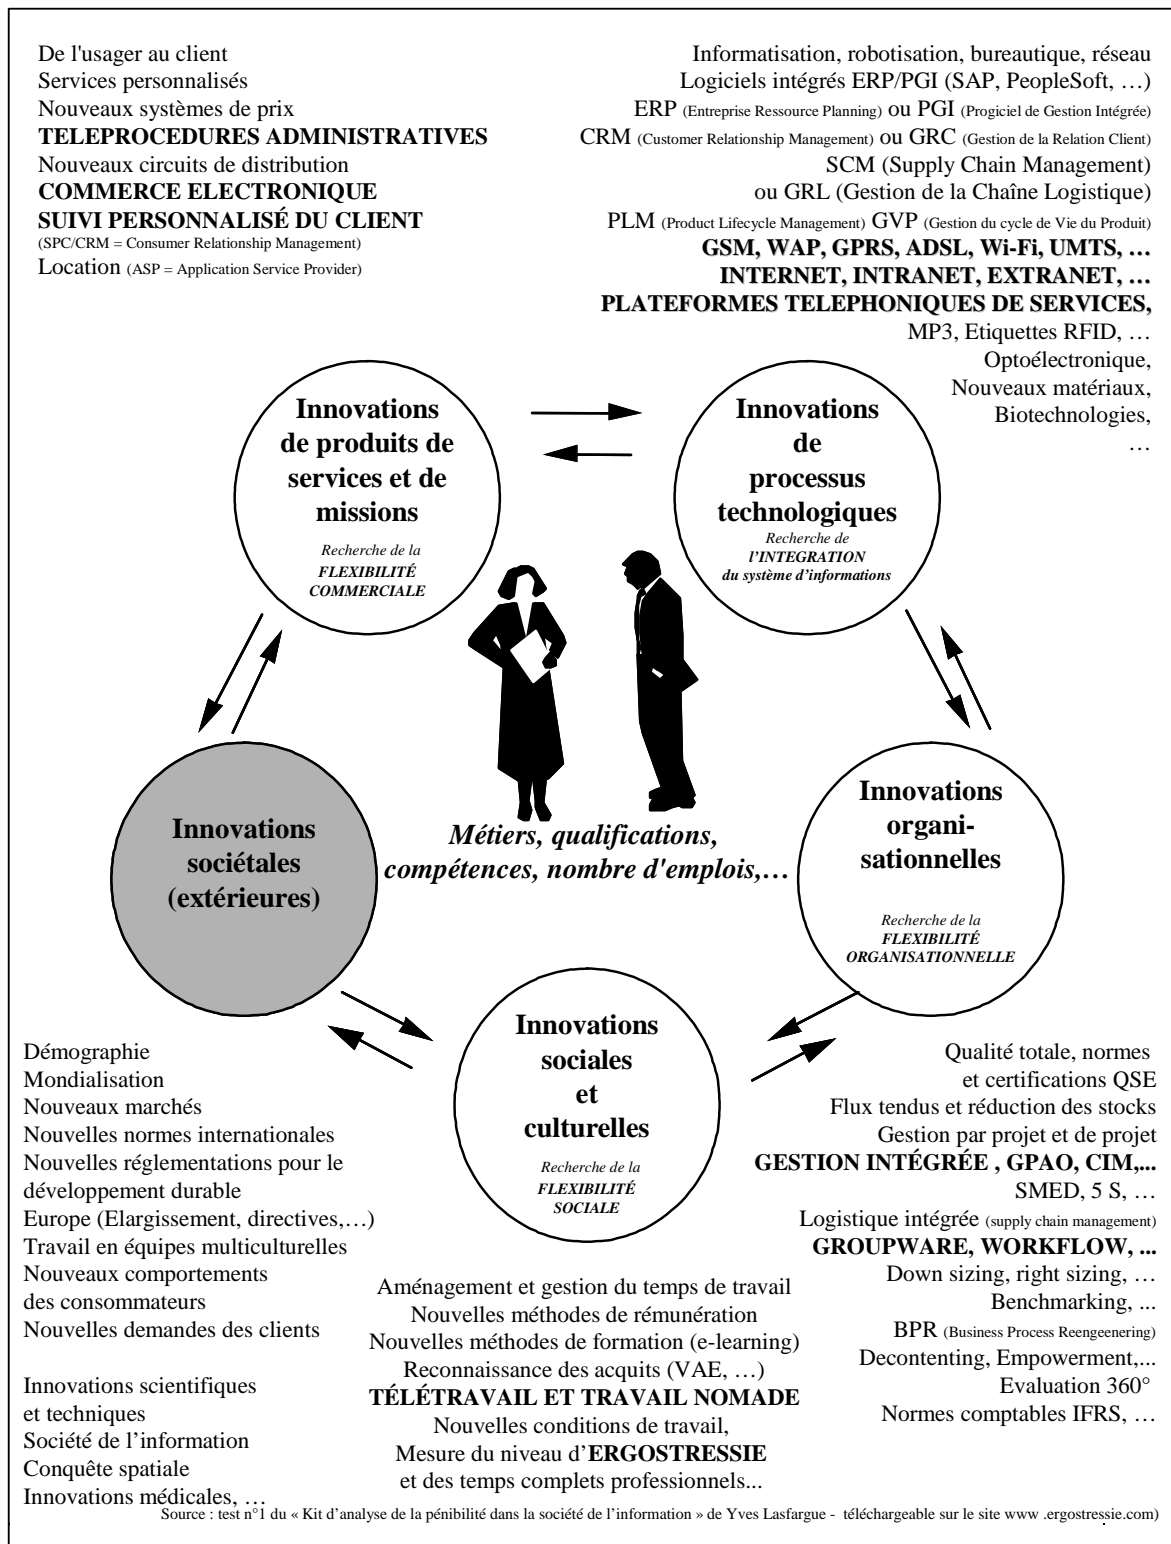 De l'usager au client
Services personnalisés
Nouveaux systèmes de prix
TELEPROCEDURES ADMINISTRATIVES
Nouveaux circuits de distribution
COMMERCE ELECTRONIQUE
SUIVI PERSONNALISÉ DU CLIENT
(SPC/CRM = Consumer Relationship Management)
Location (ASP = Application Service Provider)
Informatisation, robotisation, bureautique, réseau
Logiciels intégrés ERP/PGI (SAP, PeopleSoft, …)
ERP (Entreprise Ressource Planning) ou PGI (Progiciel de Gestion Intégrée)
CRM (Customer Relationship Management) ou GRC (Gestion de la Relation Client)
SCM (Supply Chain Management)
ou GRL (Gestion de la Chaîne Logistique)
PLM (Product Lifecycle Management) GVP (Gestion du cycle de Vie du Produit)
GSM, WAP, GPRS, ADSL, Wi-Fi, UMTS, …
INTERNET, INTRANET, EXTRANET, …
PLATEFORMES TELEPHONIQUES DE SERVICES,
MP3, Etiquettes RFID, …
Optoélectronique,
Nouveaux matériaux,
Biotechnologies,
…
Innovations
de produits de
services et de
missions
Recherche de la
FLEXIBILITÉ
COMMERCIALE
Innovations
de
processus
technologiques
Recherche de
l'INTEGRATION
du système d'informations
Innovations
sociétales
(extérieures)
Métiers, qualifications,
compétences, nombre d'emplois,…
Innovations
organi-
sationnelles
Recherche de la
FLEXIBILITÉ
ORGANISATIONNELLE
Innovations
sociales
et
culturelles
Recherche de la
FLEXIBILITÉ
SOCIALE
Démographie
Mondialisation
Nouveaux marchés
Nouvelles normes internationales
Nouvelles réglementations pour le
développement durable
Europe (Elargissement, directives,…)
Travail en équipes multiculturelles
Nouveaux comportements
des consommateurs
Nouvelles demandes des clients
Innovations scientifiques
et techniques
Société de l'information
Conquête spatiale
Innovations médicales, …
Aménagement et gestion du temps de travail
Nouvelles méthodes de rémunération
Nouvelles méthodes de formation (e-learning)
Reconnaissance des acquits (VAE, …)
TÉLÉTRAVAIL ET TRAVAIL NOMADE
Nouvelles conditions de travail,
Mesure du niveau d'ERGOSTRESSIE
et des temps complets professionnels...
Qualité totale, normes
et certifications QSE
Flux tendus et réduction des stocks
Gestion par projet et de projet
GESTION INTÉGRÉE , GPAO, CIM,...
SMED, 5 S, …
Logistique intégrée (supply chain management)
GROUPWARE, WORKFLOW, ...
Down sizing, right sizing, …
Benchmarking, ...
BPR (Business Process Reengeenering)
Decontenting, Empowerment,...
Evaluation 360°
Normes comptables IFRS, …
Source : test n°1 du « Kit d'analyse de la pénibilité dans la société de l'information » de Yves Lasfargue - téléchargeable sur le site www .ergostressie.com)